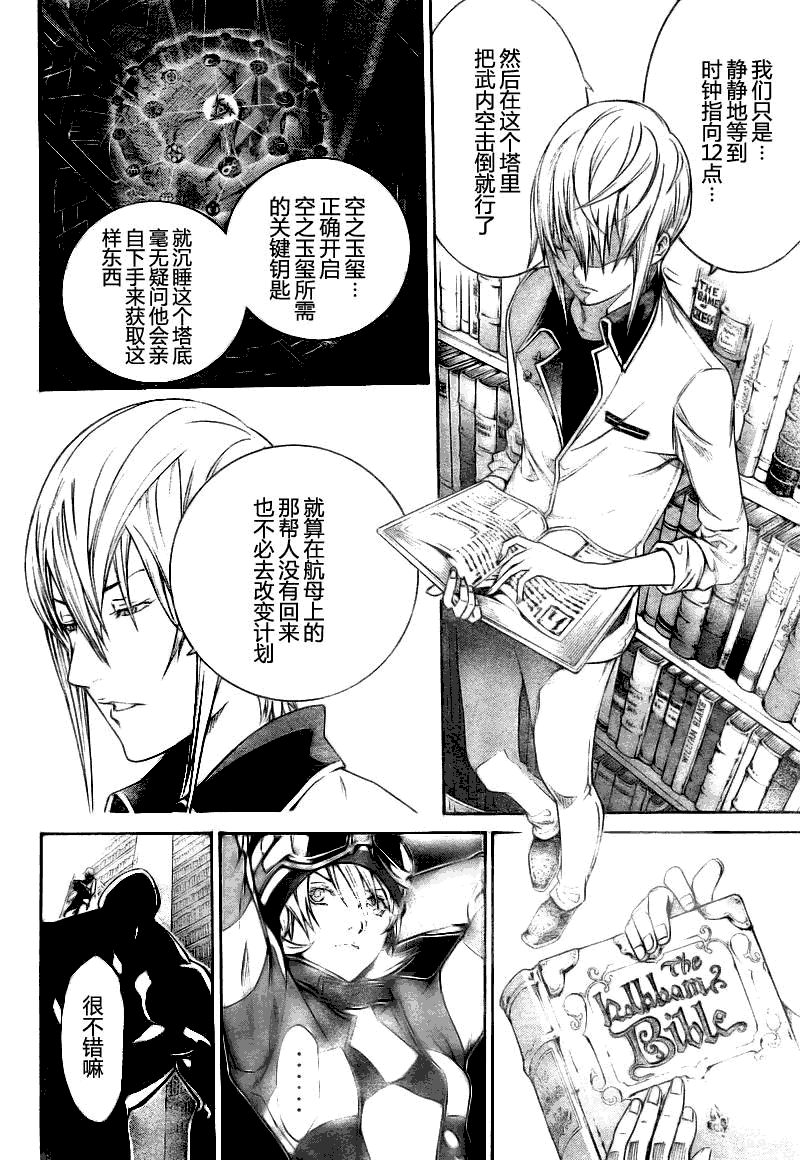 我们只是…
静静地等到
时钟指向12点…
然后在这个塔里
把武内空击倒就行了
THE
GAME
OF
CHESS
空之玉玺…
正确开启
空之玉玺所需
的关键钥匙
就沉睡这个塔底
毫无疑问他会亲
自下手来获取这
样东西
就算在航母上的
那帮人没有回来
也不必去改变计划
The
Bible
……
很不错嘛